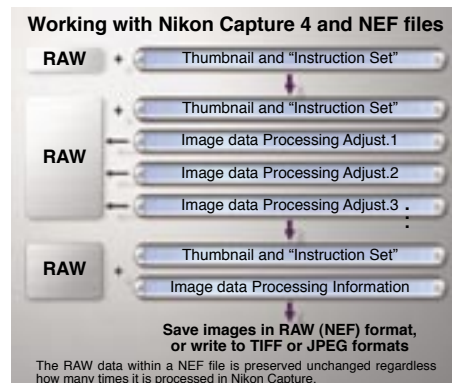 Working with Nikon Capture 4 and NEF files
RAW + Thumbnail and “Instruction Set”
+ Thumbnail and “Instruction Set”
Image data Processing Adjust.1
RAW
Image data Processing Adjust.2
Image data Processing Adjust.3
Thumbnail and “Instruction Set”
RAW +
Image data Processing Information
Save images in RAW (NEF) format,
or write to TIFF or JPEG formats
The RAW data within a NEF file is preserved unchanged regardless
how many times it is processed in Nikon Capture.